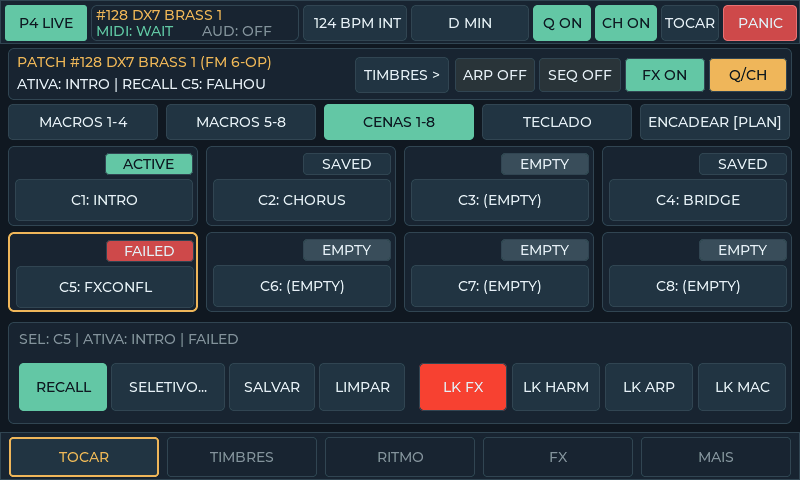 P4 LIVE
#128 DX7 BRASS 1
MIDI: WAIT AUD: OFF
124 BPM INT
D MIN
Q ON
CH ON
TOCAR
PANIC
PATCH #128 DX7 BRASS 1 (FM 6-OP)
ATIVA: INTRO | RECALL C5: FALHOU
TIMBRES >
ARP OFF
SEQ OFF
FX ON
Q/CH
MACROS 1-4
MACROS 5-8
CENAS 1-8
TECLADO
ENCADEAR [PLAN]
ACTIVE
C1: INTRO
SAVED
C2: CHORUS
EMPTY
C3: (EMPTY)
SAVED
C4: BRIDGE
FAILED
C5: FXCONFL
EMPTY
C6: (EMPTY)
EMPTY
C7: (EMPTY)
EMPTY
C8: (EMPTY)
SEL: C5 | ATIVA: INTRO | FAILED
RECALL
SELETIVO...
SALVAR
LIMPAR
LK FX
LK HARM
LK ARP
LK MAC
TOCAR
TIMBRES
RITMO
FX
MAIS